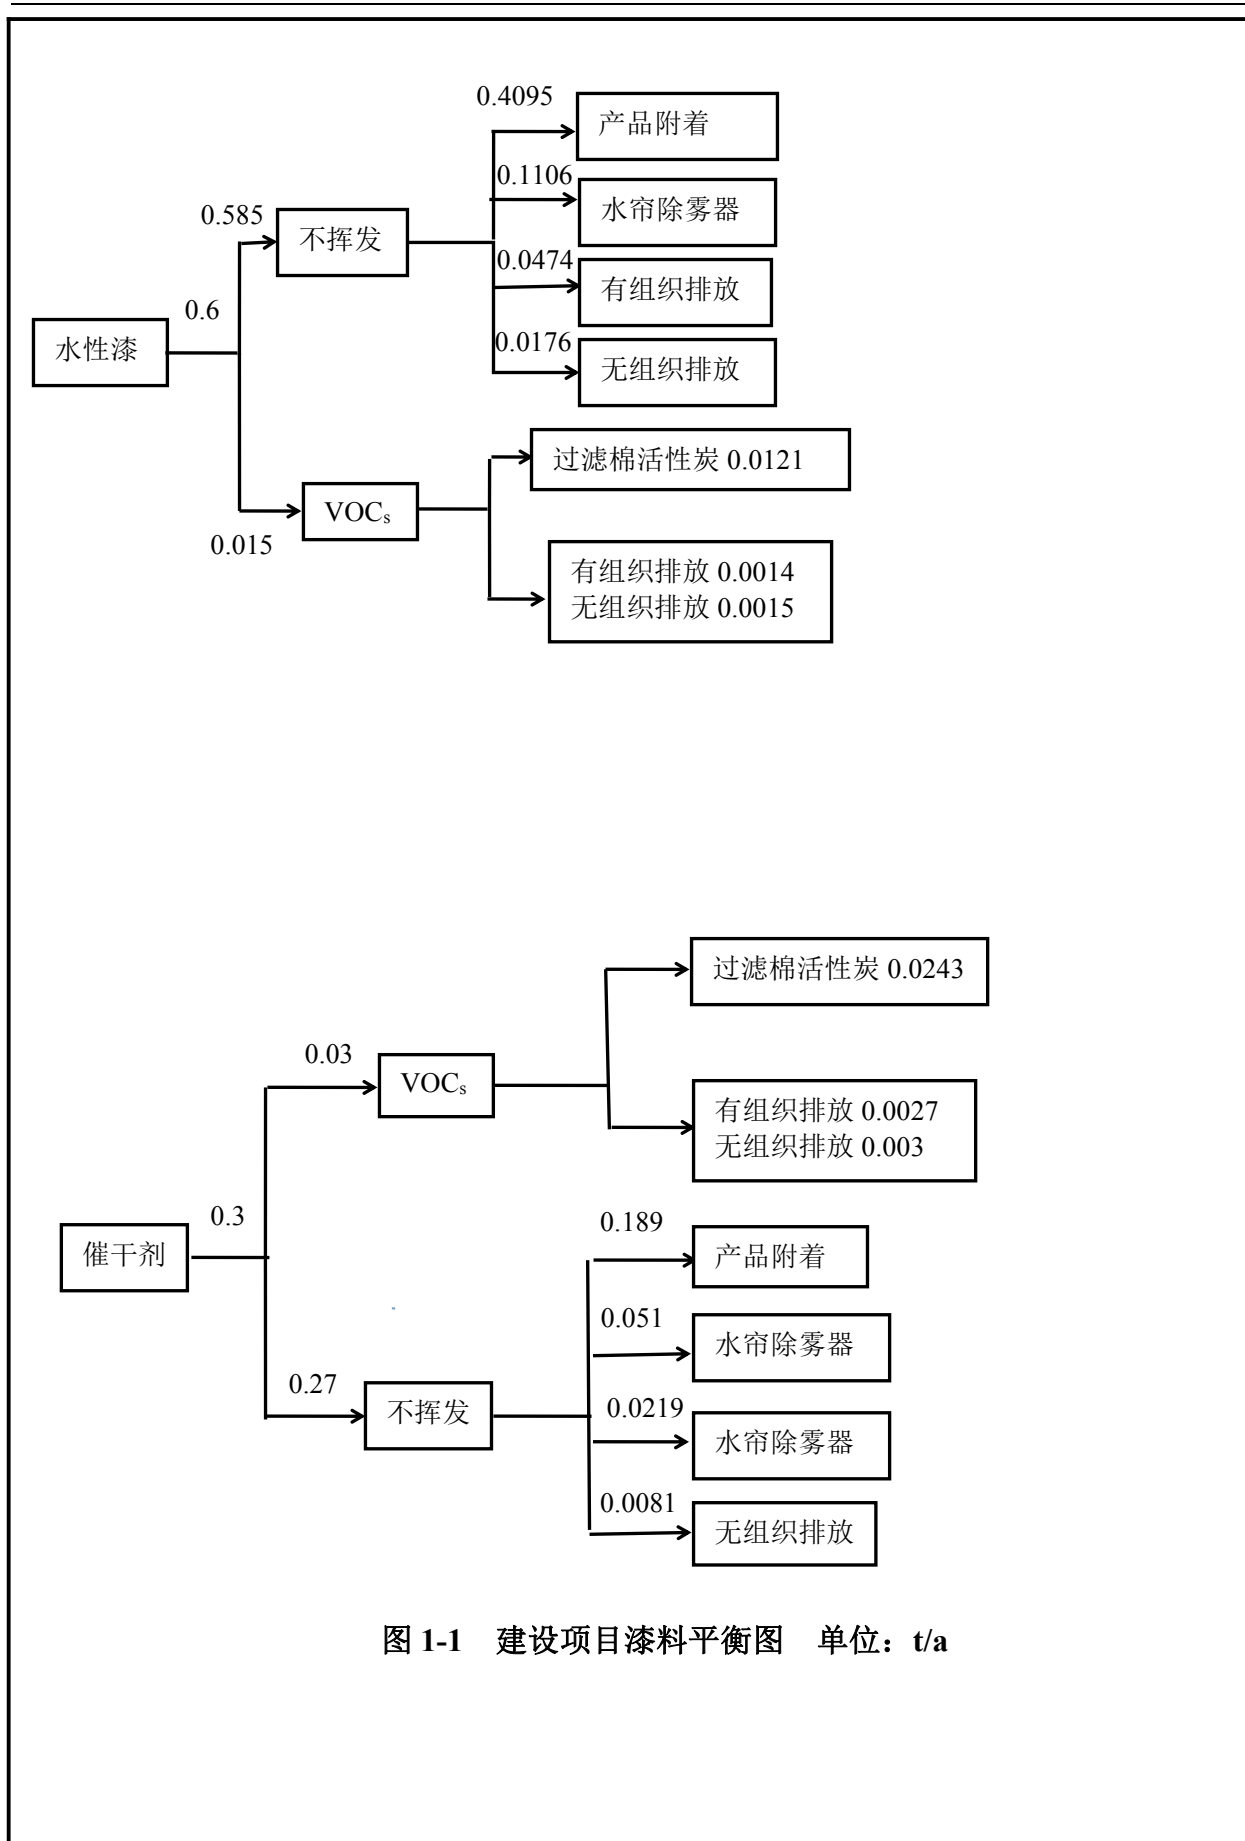 0.4095
产品附着
0.1106
水帘除雾器
0.585
不挥发
0.0474
有组织排放
0.6
水性漆
0.0176
无组织排放
过滤棉活性炭 0.0121
VOCs
0.015
有组织排放 0.0014
无组织排放 0.0015
过滤棉活性炭 0.0243
0.03
VOCs
有组织排放 0.0027
无组织排放 0.003
0.3
催干剂
0.189
产品附着
0.051
水帘除雾器
0.27
不挥发
0.0219
水帘除雾器
0.0081
无组织排放
图 1-1 建设项目漆料平衡图 单位：t/a